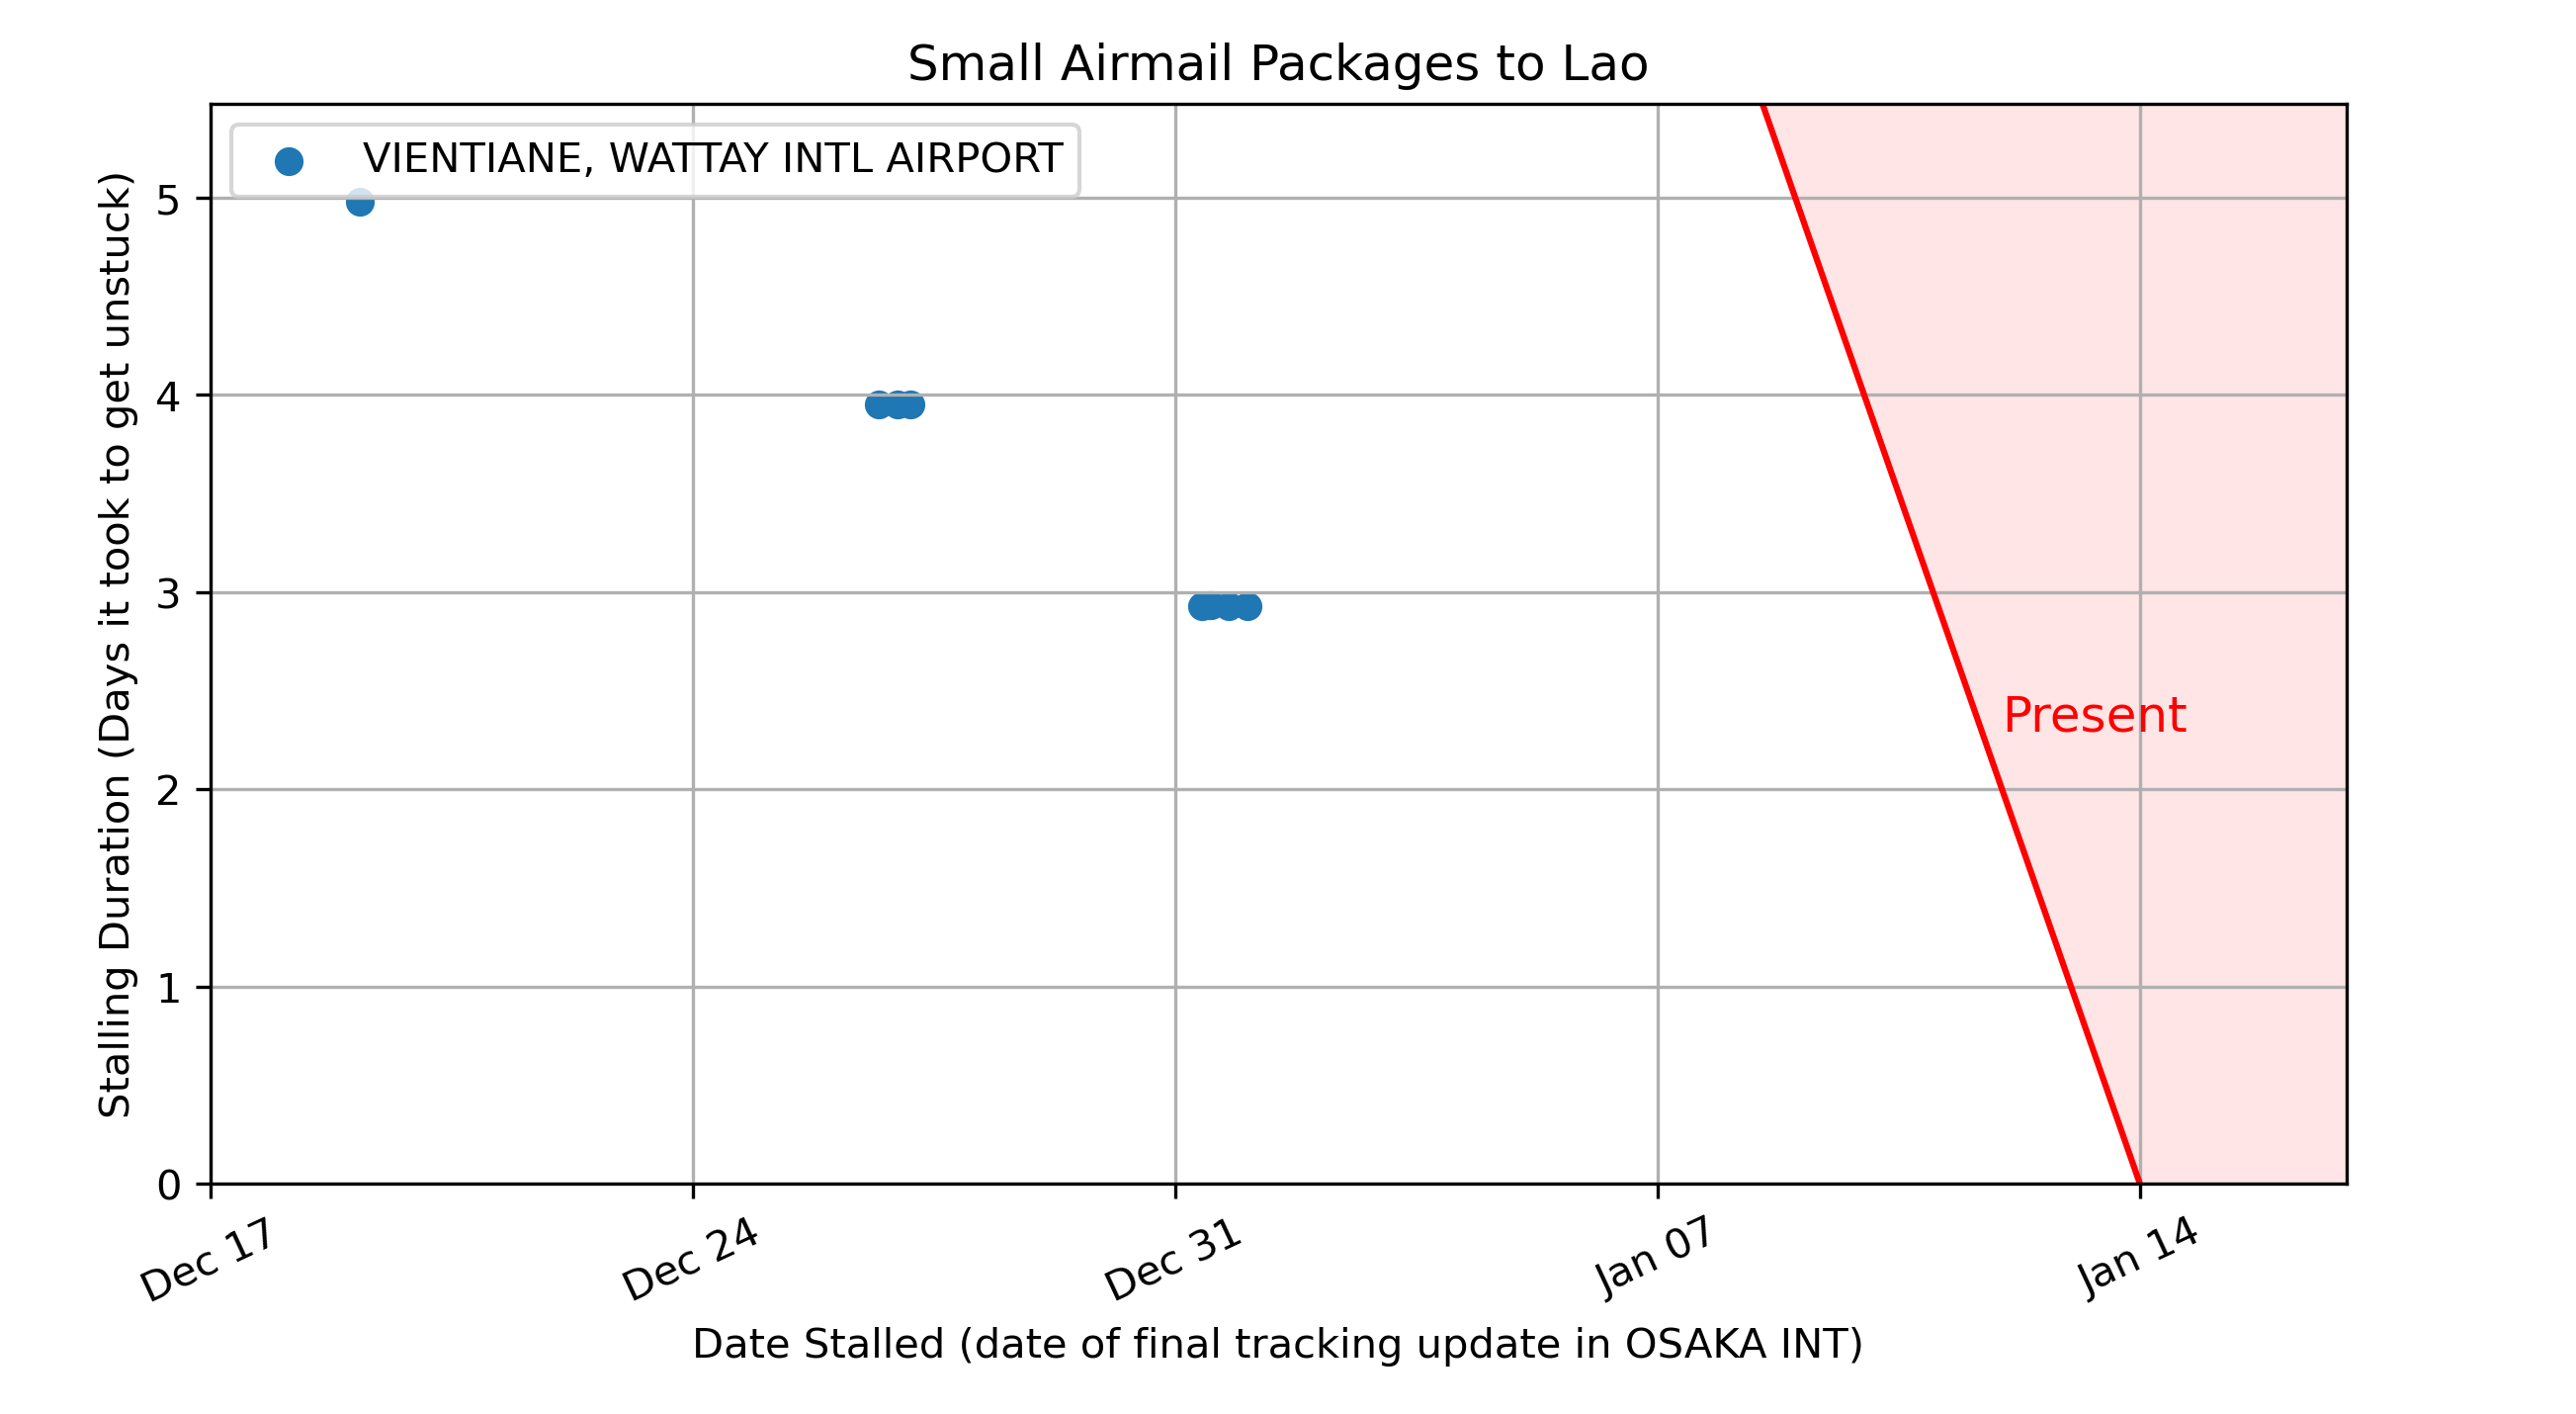 Small Airmail Packages to Lao
VIENTIANE, WATTAY INTL AIRPORT
Stalling Duration (Days it took to get unstuck)
5
4
3
2
1
0
Present
Dec 17
Dec 24
Dec 31
Jan 07
Jan 14
Date Stalled (date of final tracking update in OSAKA INT)